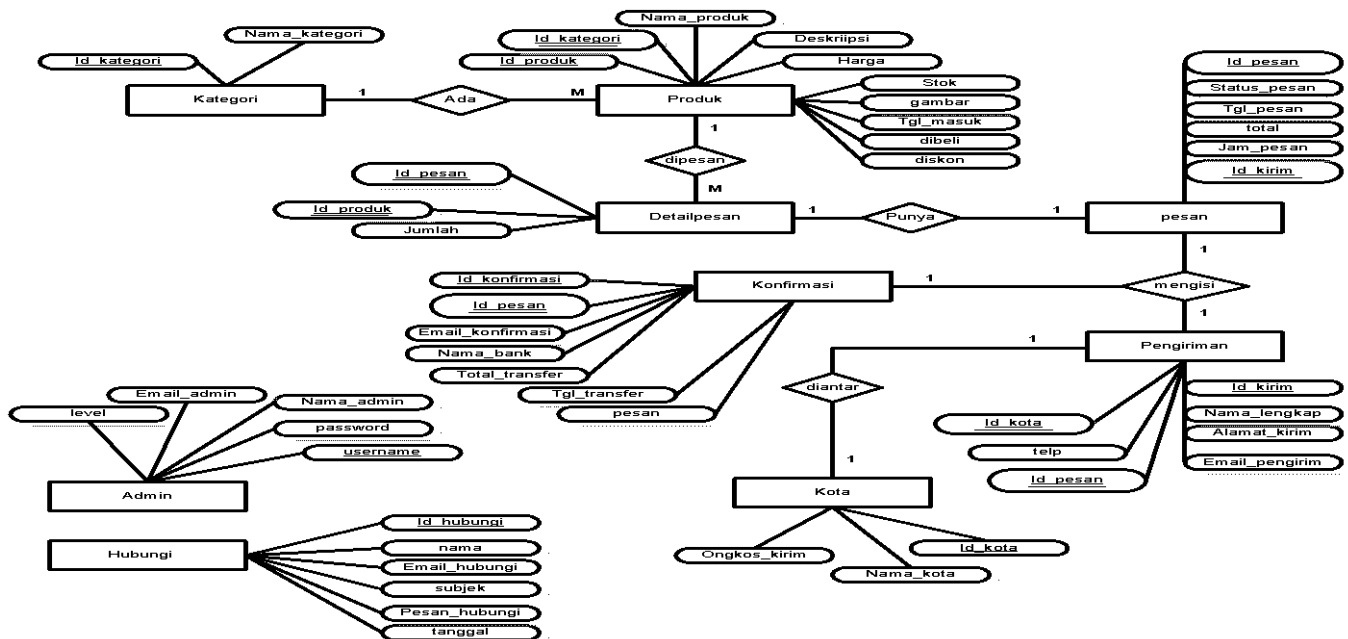 Nama_produk
Nama_kategori
Id_kategori
Deskriipsi
Id_kategori
Id_produk
Harga
Id_pesan
Kategori
1
Ada
M
Produk
Stok
gambar
Tgl_masuk
dibeli
diskon
Status_pesan
Tgl_pesan
total
Jam_pesan
Id_kirim
1
dipesan
M
Id_pesan
Id_produk
Jumlah
Detailpesan
1
Punya
1
pesan
1
Id_konfirmasi
Id_pesan
Email_konfirmasi
Nama_bank
Total_transfer
Tgl_transfer
pesan
Konfirmasi
1
mengisi
1
Pengiriman
1
diantar
1
Id_kirim
Nama_lengkap
Alamat_kirim
Email_pengirim
Id_kota
telp
Id_pesan
Email_admin
level
Nama_admin
password
username
Admin
Kota
Ongkos_kirim
Nama_kota
Id_kota
Hubungi
Id_hubungi
nama
Email_hubungi
subjek
Pesan_hubungi
tanggal